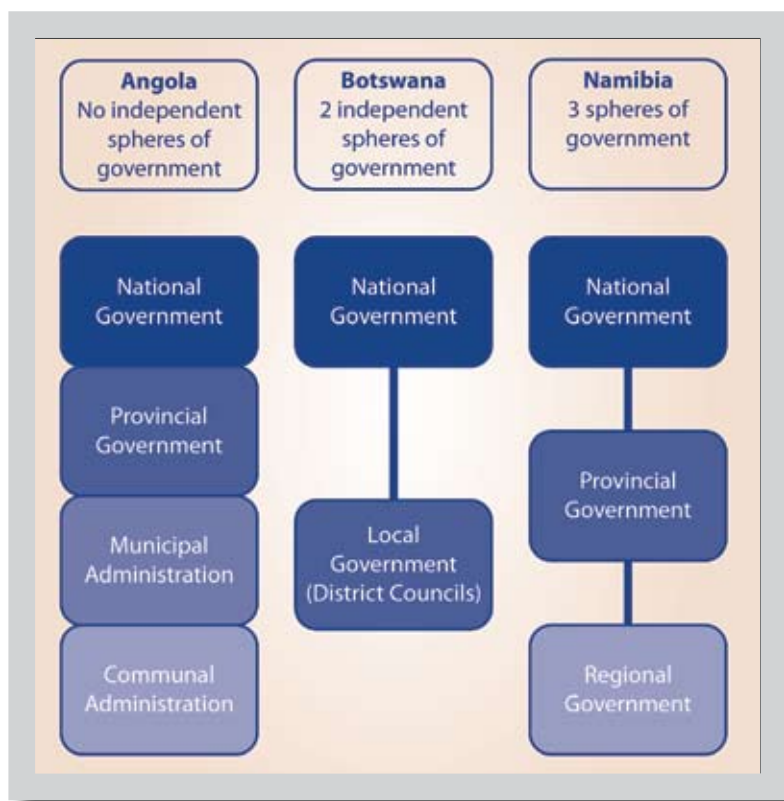 Angola
No independent
spheres of
government
Botswana
2 independent
spheres of
government
Namibia
3 spheres of
government
National
Government
Provincial
Government
Municipal
Administration
Communal
Administration
National
Government
Local
Government
(District Councils)
National
Government
Provincial
Government
Regional
Government